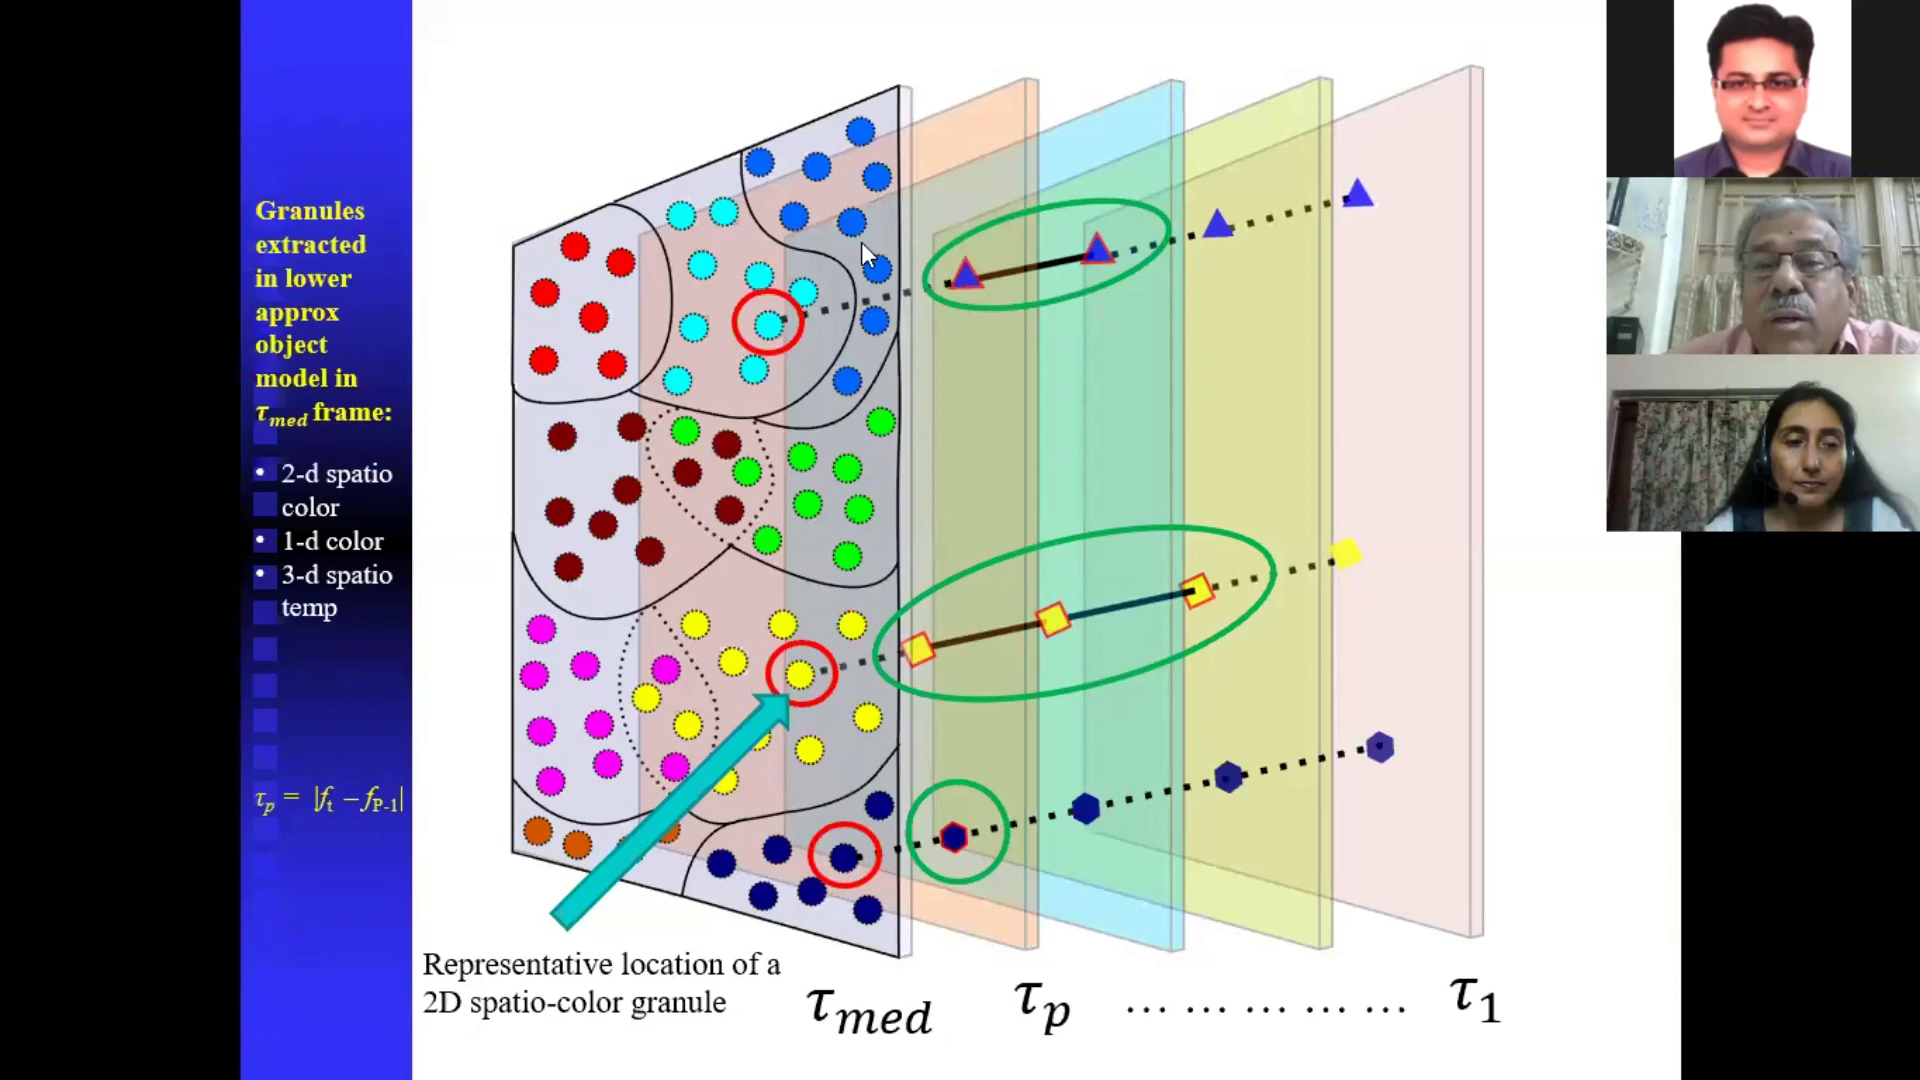 Granules
extracted
in lower
approx
object
model in
τmed frame:
• 2-d spatio
color
• 1-d color
• 3-d spatio
temp
τp = |ft – fP-1|
Representative location of a
2D spatio-color granule
τmed
τp
… … … … …
τ1